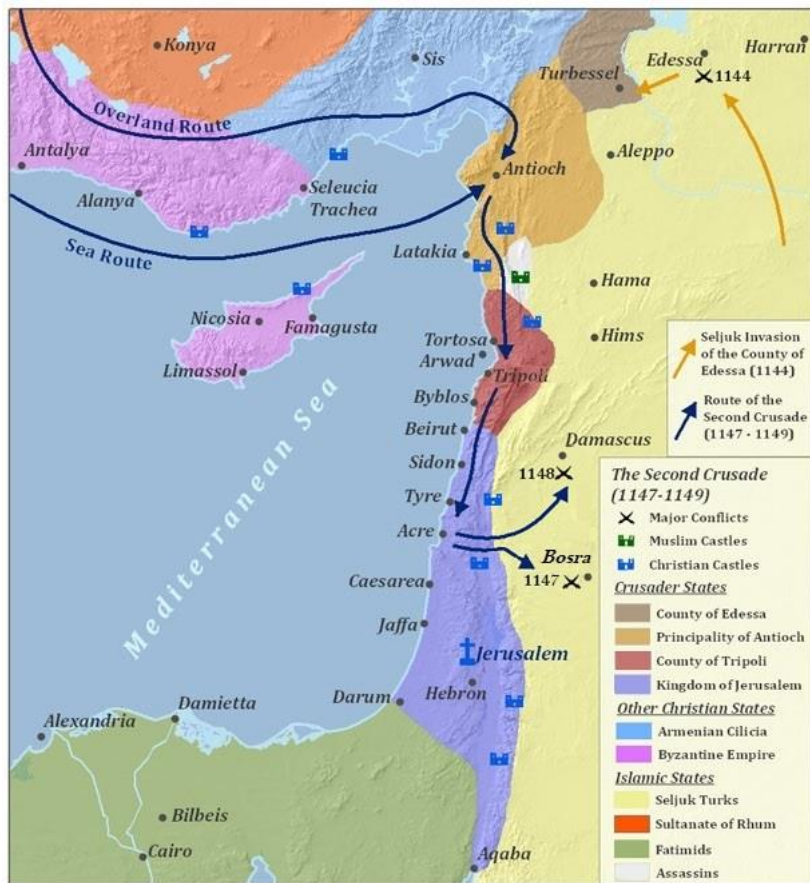 Konya
Sis
Edessa
Harran
1144
Turbessel
Overland Route
Antalya
Alanya
Seleucia
Trachea
Antioch
Aleppo
Sea Route
Latakia
Hama
Nicosia
Famagusta
Limassol
Hims
Tortosa
Arwad
Tripoli
Byblos
Beirut
Sidon
Tyre
Acre
Caesarea
Jaffa
Damascus
1148
Bosra
1147
Mediterranean Sea
Jerusalem
Hebron
Darum
Damietta
Alexandria
Bilbeis
Cairo
Aqaba
Seljuk Invasion
of the County of
Edessa (1144)
Route of the
Second Crusade
(1147 - 1149)
The Second Crusade
(1147-1149)
Major Conflicts
Muslim Castles
Christian Castles
Crusader States
County of Edessa
Principality of Antioch
County of Tripoli
Kingdom of Jerusalem
Other Christian States
Armenian Cilicia
Byzantine Empire
Islamic States
Seljuk Turks
Sultanate of Rhum
Fatimids
Assassins